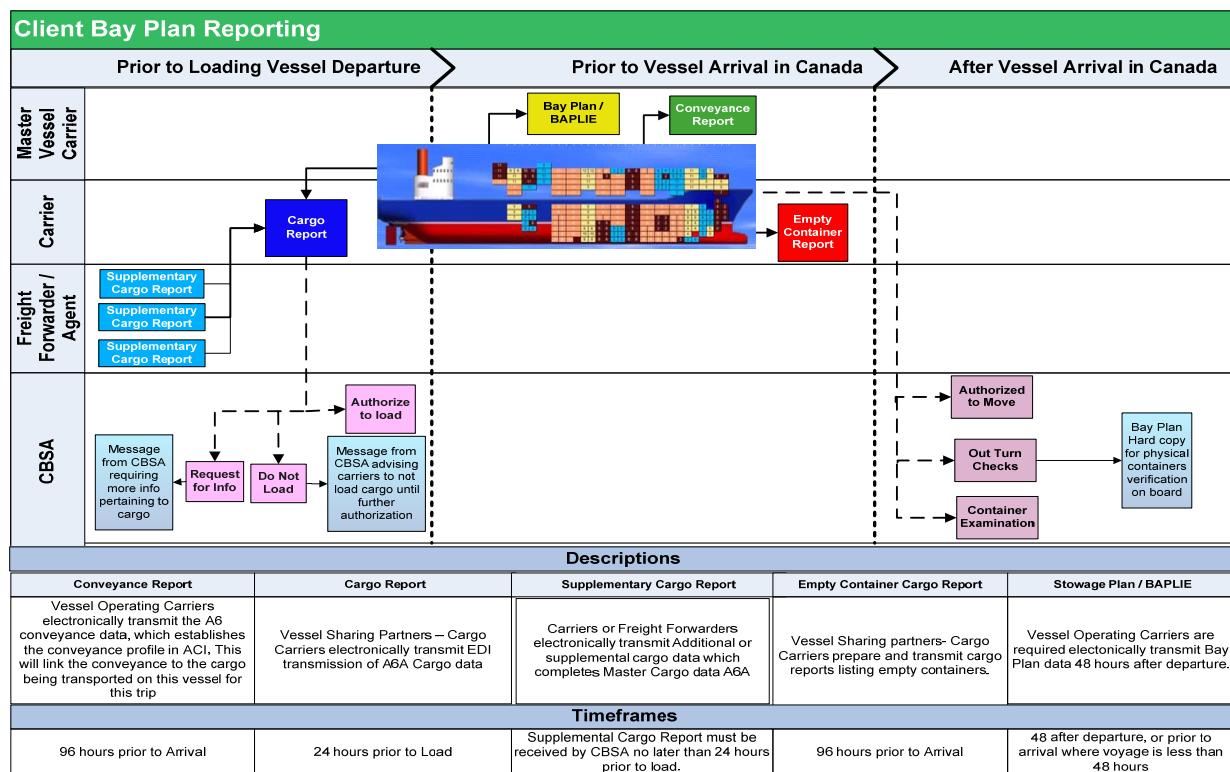 Client Bay Plan Reporting
Prior to Loading Vessel Departure
Prior to Vessel Arrival in Canada
After Vessel Arrival in Canada
Master
Vessel
Carrier
Bay Plan /
BAPLIE
Conveyance
Report
Carrier
Cargo
Report
Empty
Container
Report
Freight
Forwarder /
Agent
Supplementary
Cargo Report
Supplementary
Cargo Report
Supplementary
Cargo Report
CBSA
Authorize
to load
Message
from CBSA
requiring
more info
pertaining to
cargo
Request
for Info
Do Not
Load
Message from
CBSA advising
carriers to not
load cargo until
further
authorization
Authorized
to Move
Out Turn
Checks
Container
Examination
Bay Plan
Hard copy
for physical
containers
verification
on board
Descriptions
Conveyance Report
Cargo Report
Supplementary Cargo Report
Empty Container Cargo Report
Stowage Plan / BAPLIE
Vessel Operating Carriers
electronically transmit the A6
conveyance data, which establishes
the conveyance profile in ACI, This
will link the conveyance to the cargo
being transported on this vessel for
this trip
Vessel Sharing Partners – Cargo
Carriers electronically transmit EDI
transmission of A6A Cargo data
Carriers or Freight Forwarders
electronically transmit Additional or
supplemental cargo data which
completes Master Cargo data A6A
Vessel Sharing partners- Cargo
Carriers prepare and transmit cargo
reports listing empty containers.
Vessel Operating Carriers are
required electonically transmit Bay
Plan data 48 hours after departure.
Timeframes
96 hours prior to Arrival
24 hours prior to Load
Supplemental Cargo Report must be
received by CBSA no later than 24 hours
prior to load.
96 hours prior to Arrival
48 after departure, or prior to
arrival where voyage is less than
48 hours